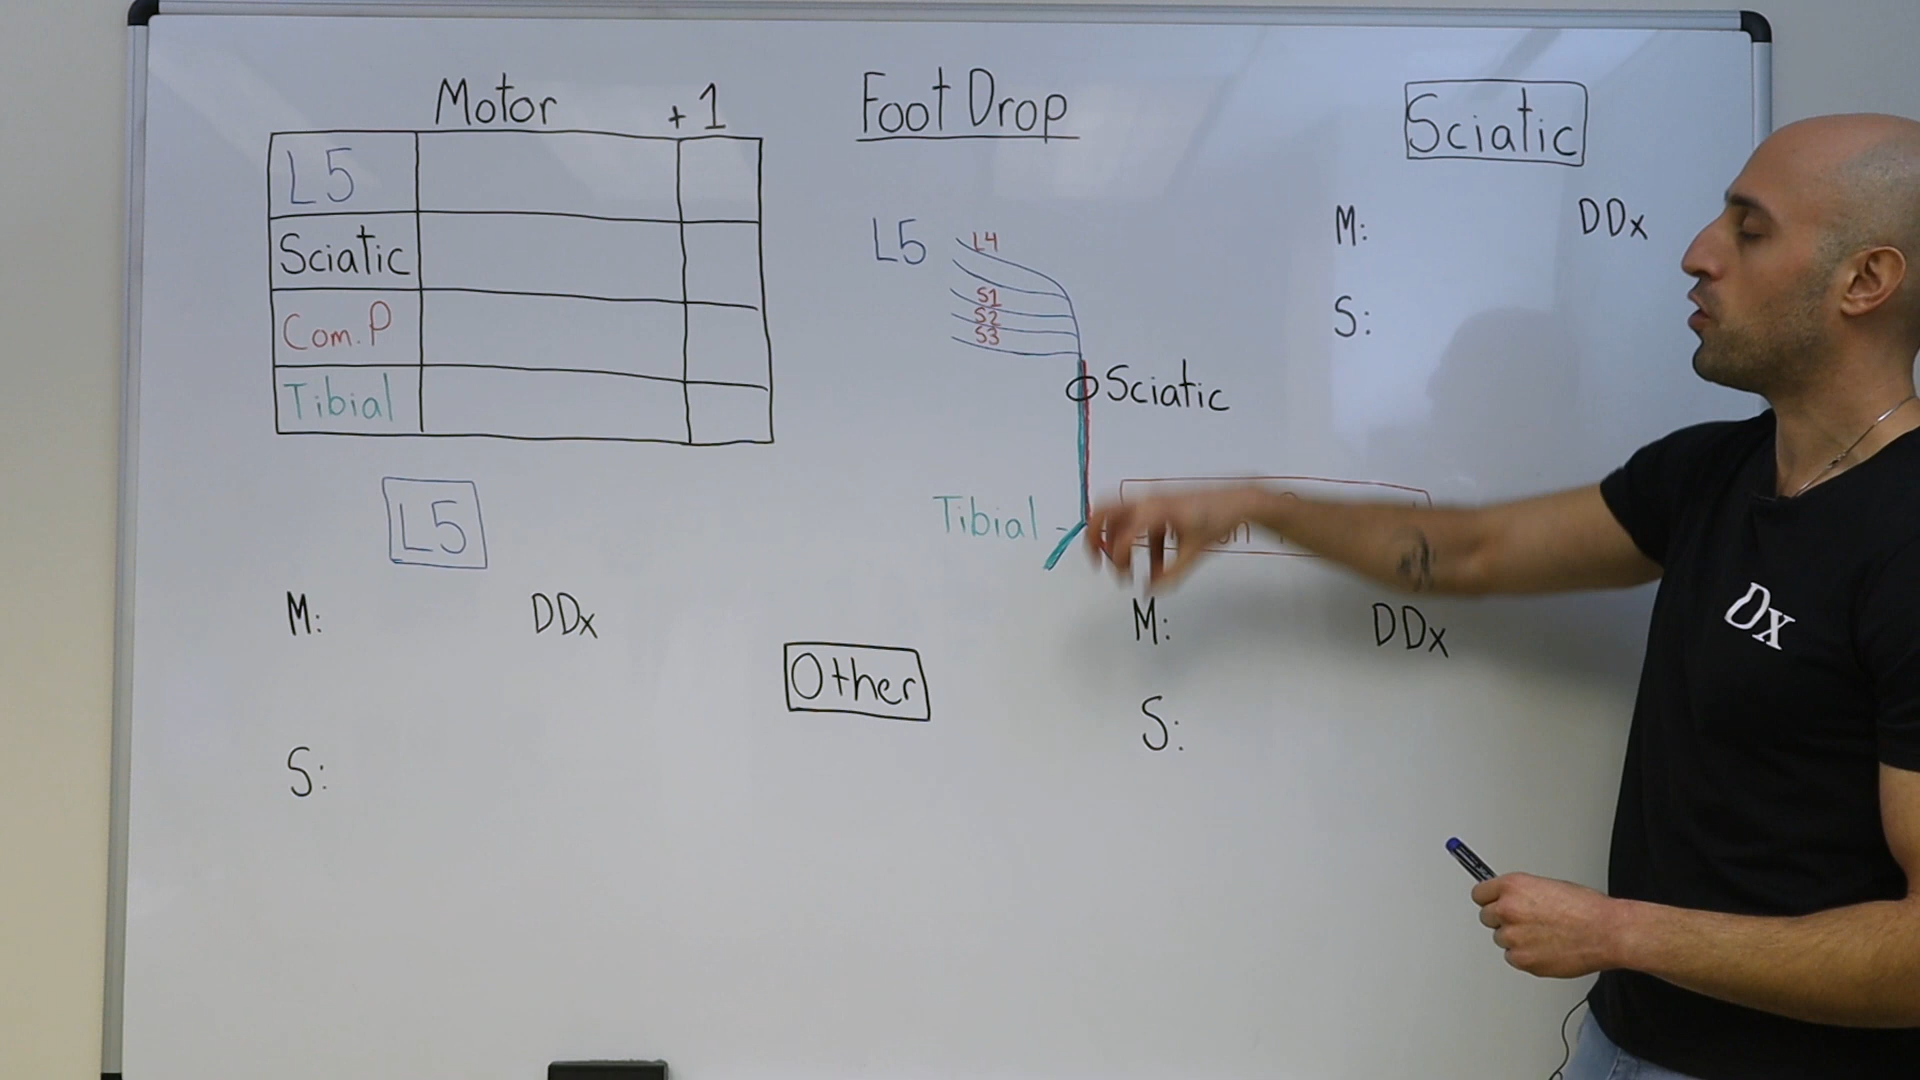 Motor +1
L5
Sciatic
Com.P
Tibial
Foot Drop
L5
L4
S1
S2
S3
Sciatic
Tibial
Sciatic
M: DDx
S:
L5
M: DDx
S:
Other
M: DDx
S:
Dx